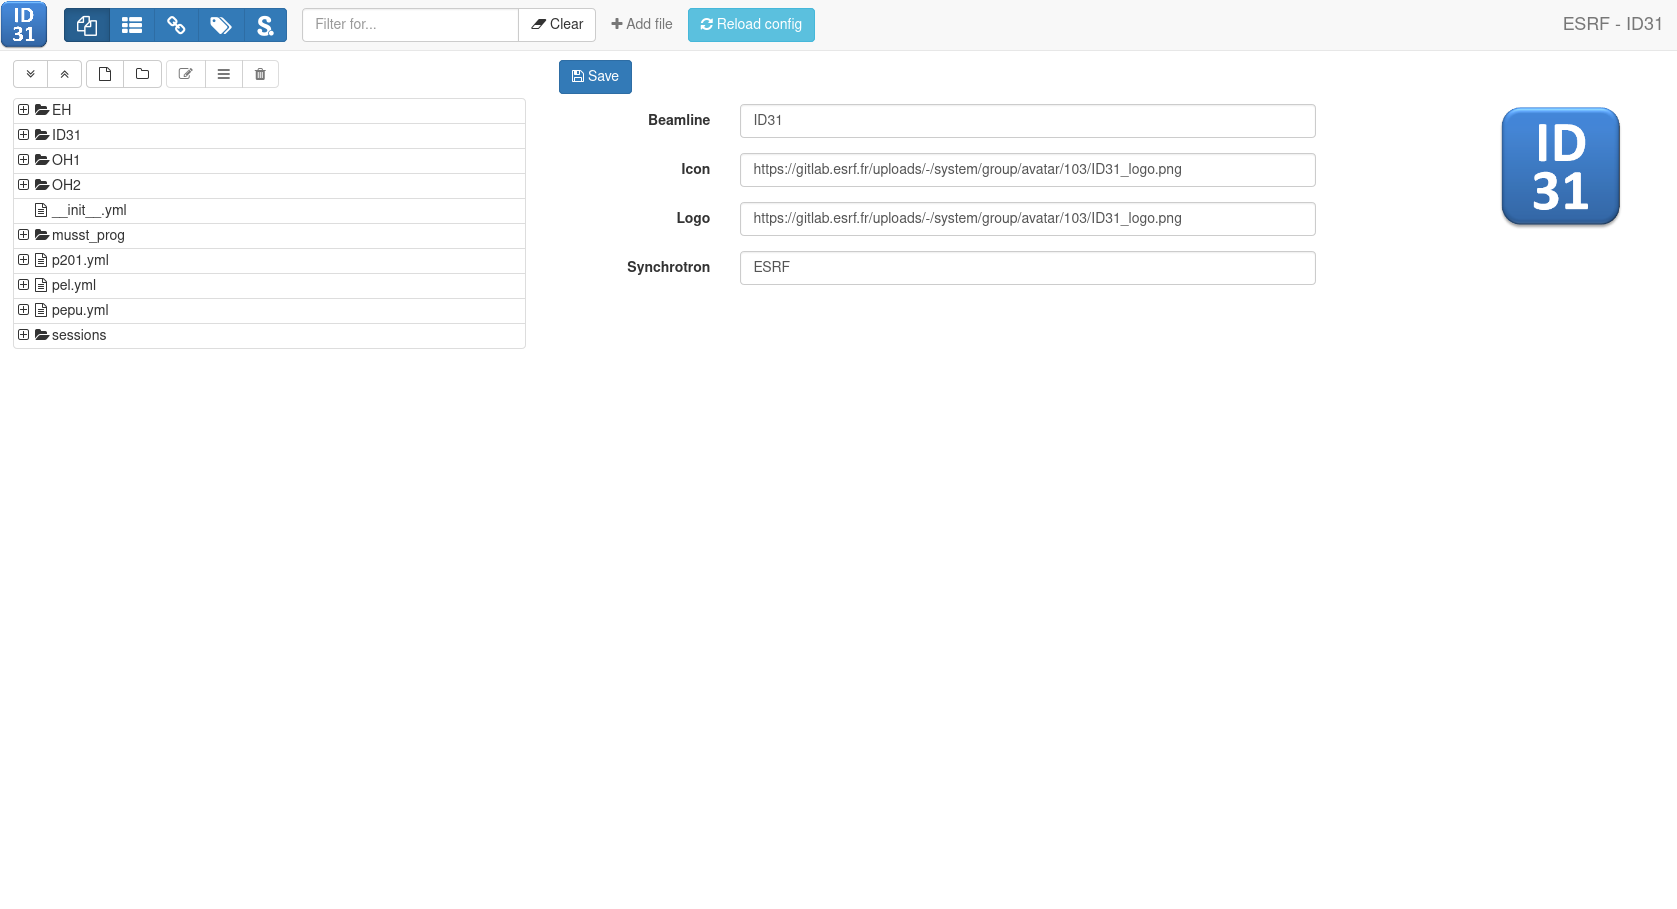 ID
31
S.
Filter for...
Clear
Add file
Reload config
ESRF - ID31
Save
EH
ID31
OH1
OH2
__init__.yml
musst_prog
p201.yml
pel.yml
pepu.yml
sessions
Beamline
ID31
Icon
https://gitlab.esrf.fr/uploads/-/system/group/avatar/103/ID31_logo.png
Logo
https://gitlab.esrf.fr/uploads/-/system/group/avatar/103/ID31_logo.png
Synchrotron
ESRF
ID
31